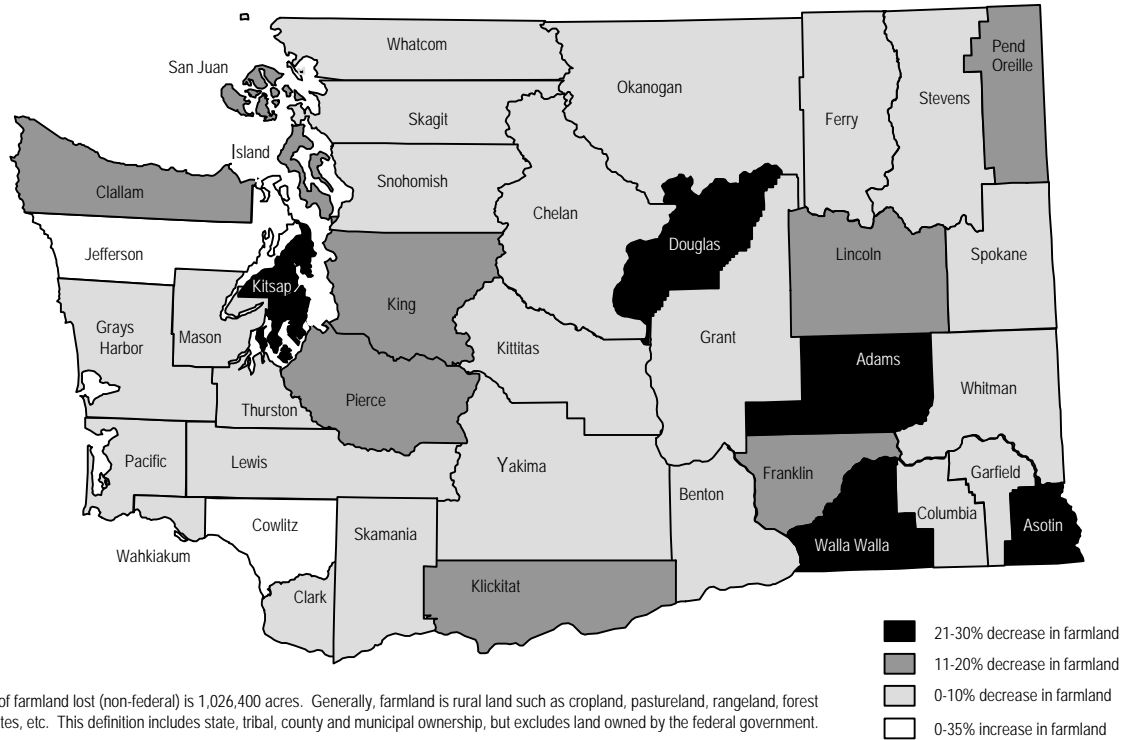 Whatcom
Okanogan
Pend
Oreille
San Juan
Stevens
Skagit
Ferry
Island
Snohomish
Clallam
Chelan
Douglas
Jefferson
Lincoln
Spokane
Kitsap
King
Grays
Harbor
Mason
Kittitas
Grant
Adams
Whitman
Thurston
Pierce
Pacific
Lewis
Yakima
Franklin
Garfield
Benton
Columbia
Cowlitz
Skamania
Walla Walla
Asotin
Wahkiakum
Clark
Klickitat
21-30% decrease in farmland
11-20% decrease in farmland
0-10% decrease in farmland
0-35% increase in farmland
of farmland lost (non-federal) is 1,026,400 acres. Generally, farmland is rural land such as cropland, pastureland, rangeland, forest
tes, etc. This definition includes state, tribal, county and municipal ownership, but excludes land owned by the federal government.